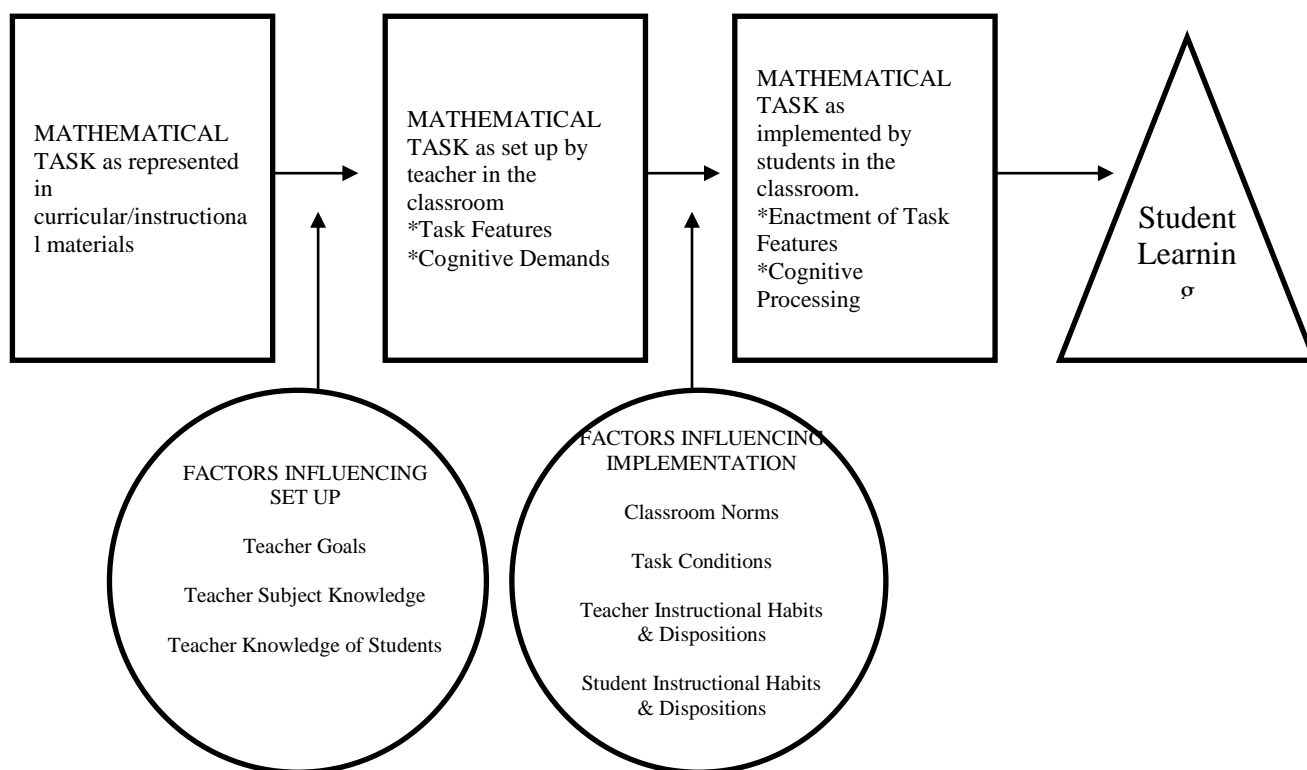 MATHEMATICAL
TASK as represented
in
curricular/instructiona
l materials
MATHEMATICAL
TASK as set up by
teacher in the
classroom
*Task Features
*Cognitive Demands
MATHEMATICAL
TASK as
implemented by
students in the
classroom.
*Enactment of Task
Features
*Cognitive
Processing
Student
Learnin
g
FACTORS INFLUENCING
SET UP
Teacher Goals
Teacher Subject Knowledge
Teacher Knowledge of Students
FACTORS INFLUENCING
IMPLEMENTATION
Classroom Norms
Task Conditions
Teacher Instructional Habits
& Dispositions
Student Instructional Habits
& Dispositions